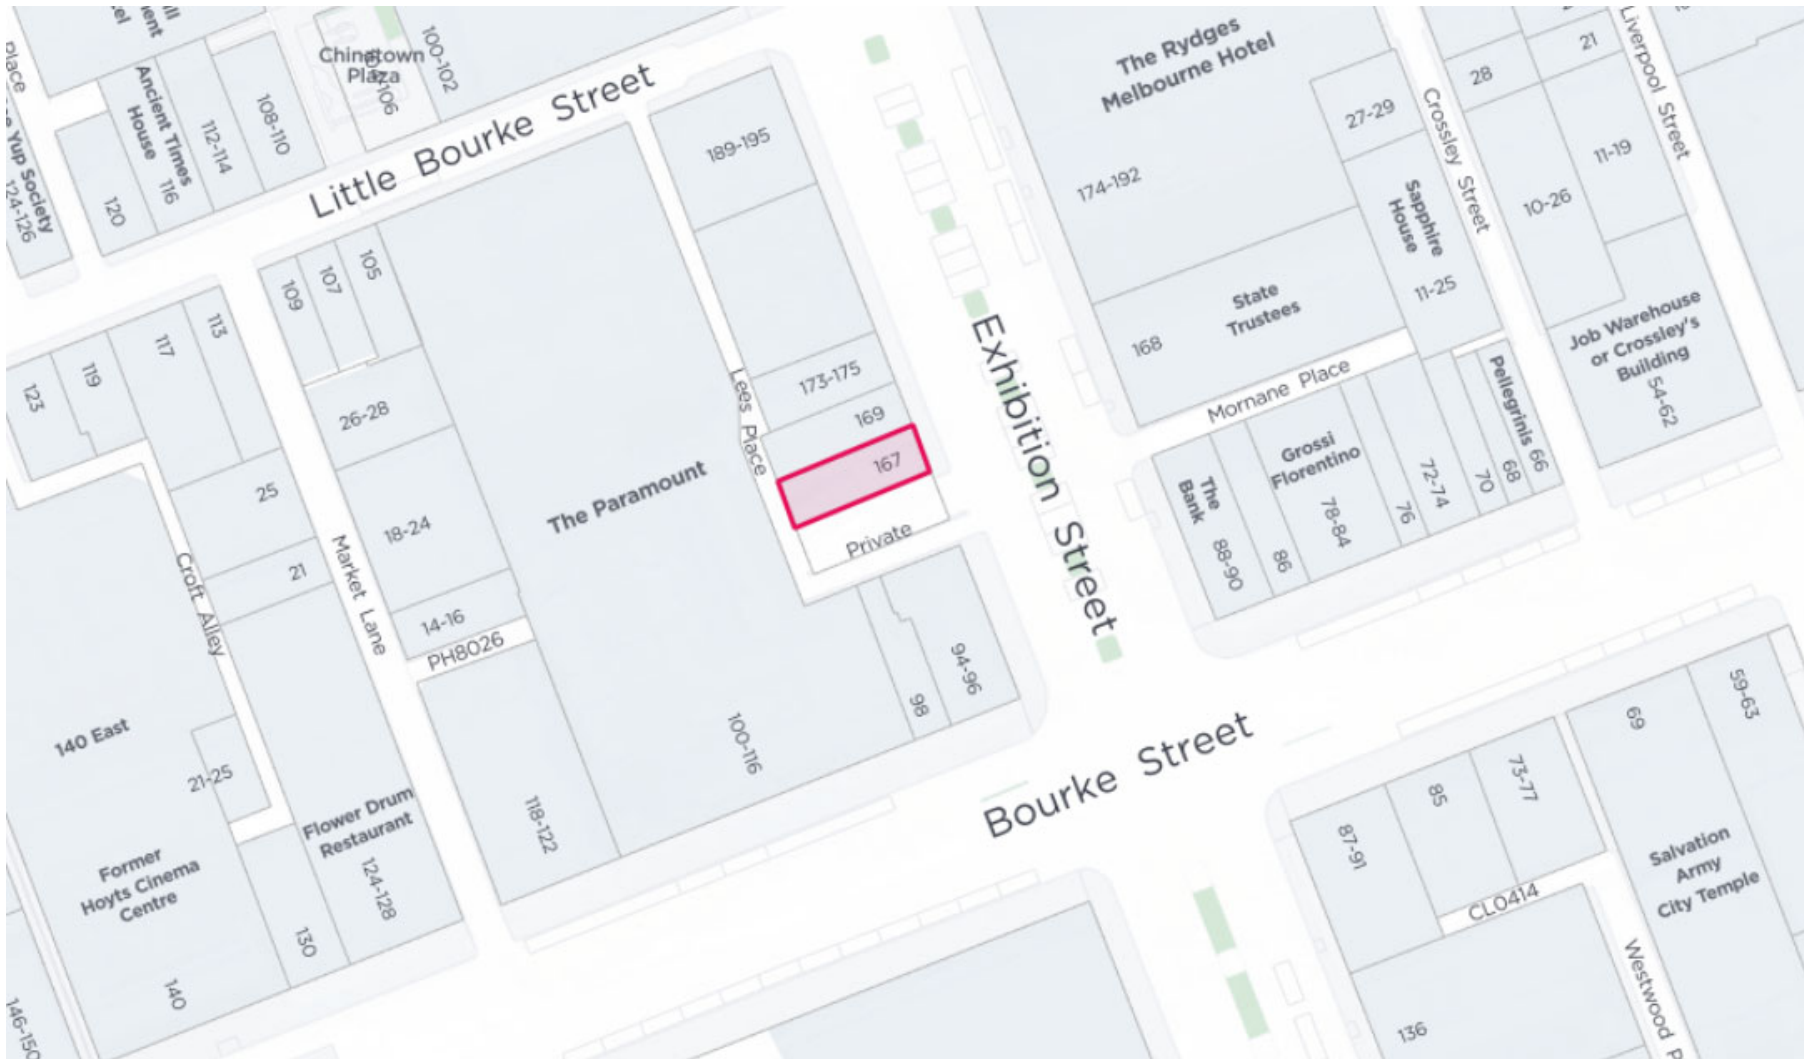 Place
Chinatown
Plaza
100-102
The Rydges
Melbourne Hotel
Liverpool Street
21
28
Ancient Times
House
116
112-114
108-110
Little Bourke Street
189-195
27-29
Crossley Street
11-19
Yup Society
124-126
120
174-192
Sapphire
House
11-25
10-26
109
107
105
State
Trustees
168
Job Warehouse
or Crossley's
Building
54-62
113
117
119
123
Lees Place
173-175
169
167
Exhibition Street
Mornane Place
Pellegrinis
66
26-28
The Paramount
Grossi
Florentino
78-84
The
Bank
88-90
86
76
72-74
70
68
25
18-24
Private
Croft Alley
21
Market Lane
14-16
PH8026
94-96
98
100-116
140 East
21-25
Bourke Street
69
59-63
73-77
85
87-91
Flower Drum
Restaurant
124-128
118-122
Former
Hoyts Cinema
Centre
130
140
146-150
Salvation
Army
City Temple
CL0414
Westwood
136